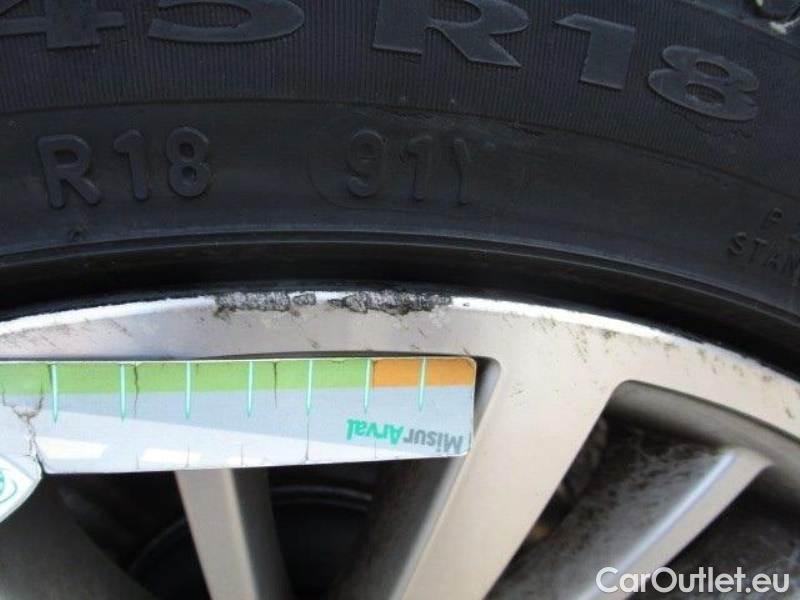 45 R18
R18 91Y
P
STAN
MisurArval
CarOutlet.eu